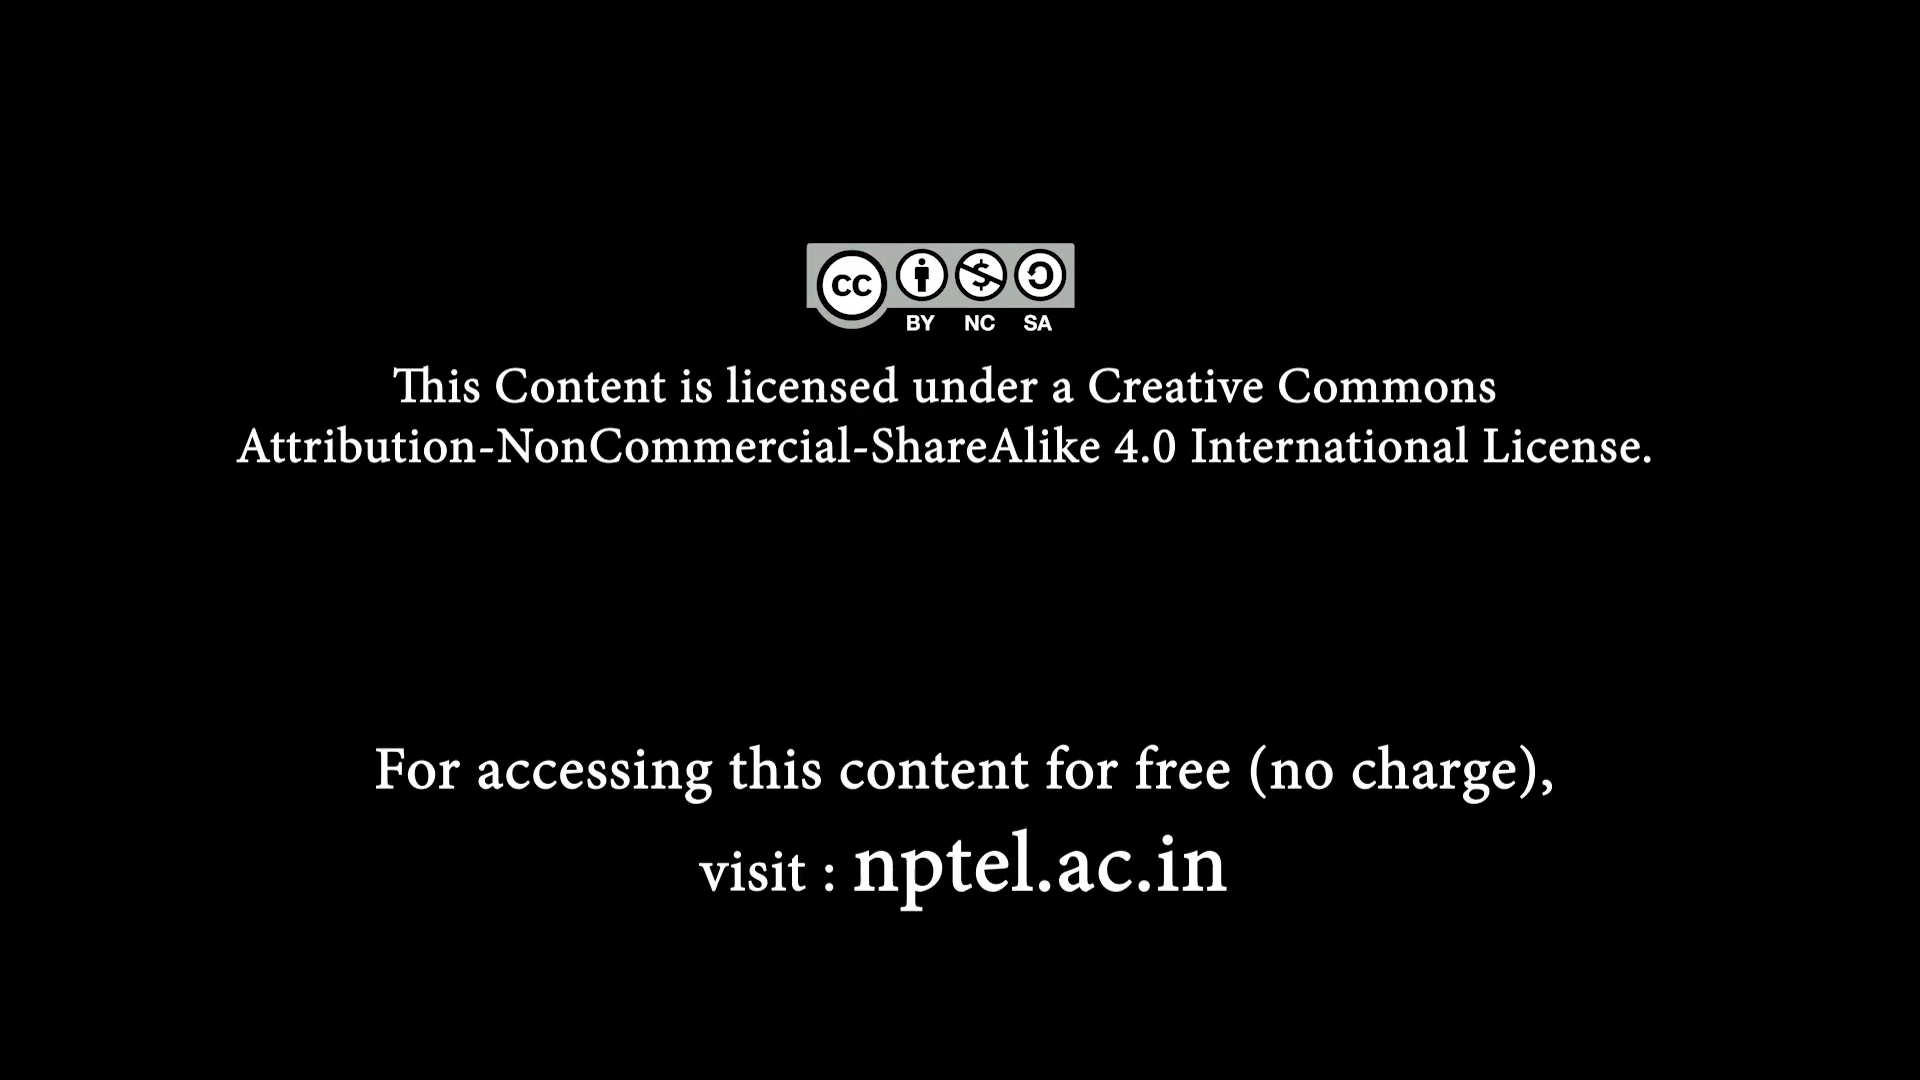 CC BY NC SA
This Content is licensed under a Creative Commons
Attribution-NonCommercial-ShareAlike 4.0 International License.
For accessing this content for free (no charge),
visit : nptel.ac.in